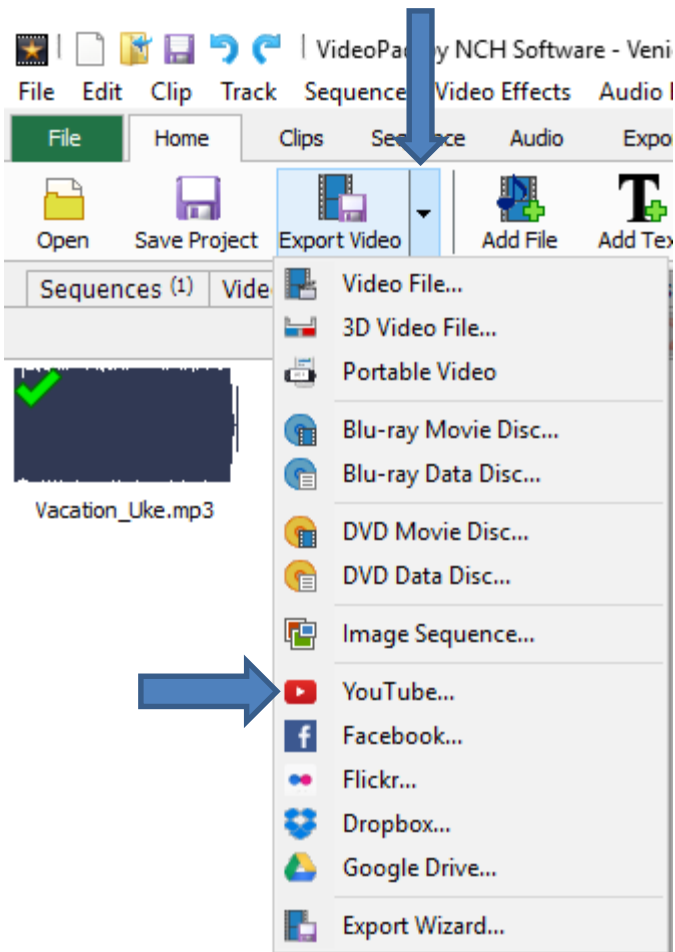 VideoPad by NCH Software - Veni
File Edit Clip Track Sequence Video Effects Audio
File Home Clips Sequence Audio Expo
Open Save Project Export Video Add File Add Tex
Sequences (1) Vide
Video File...
3D Video File...
Portable Video
Blu-ray Movie Disc...
Blu-ray Data Disc...
Vacation_Uke.mp3
DVD Movie Disc...
DVD Data Disc...
Image Sequence...
YouTube...
Facebook...
Flickr...
Dropbox...
Google Drive...
Export Wizard...